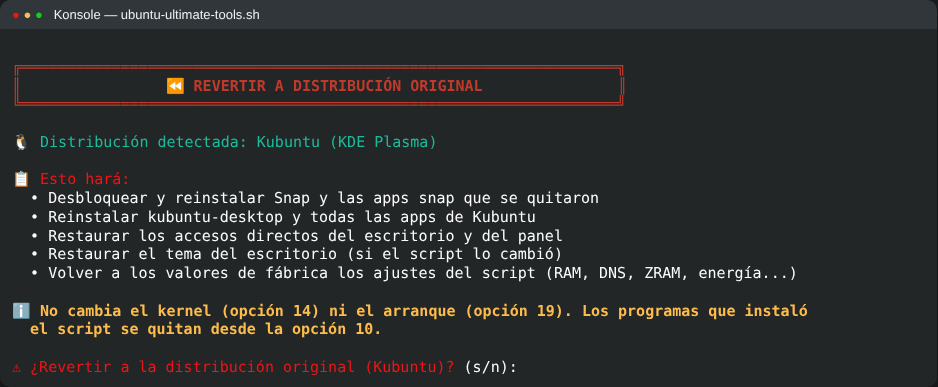 Konsole — ubuntu-ultimate-tools.sh
⏪ REVERTIR A DISTRIBUCIÓN ORIGINAL
🐧 Distribución detectada: Kubuntu (KDE Plasma)
📋 Esto hará:
• Desbloquear y reinstalar Snap y las apps snap que se quitaron
• Reinstalar kubuntu-desktop y todas las apps de Kubuntu
• Restaurar los accesos directos del escritorio y del panel
• Restaurar el tema del escritorio (si el script lo cambió)
• Volver a los valores de fábrica los ajustes del script (RAM, DNS, ZRAM, energía...)
ℹ️ No cambia el kernel (opción 14) ni el arranque (opción 19). Los programas que instaló
el script se quitan desde la opción 10.
⚠ ¿Revertir a la distribución original (Kubuntu)? (s/n):